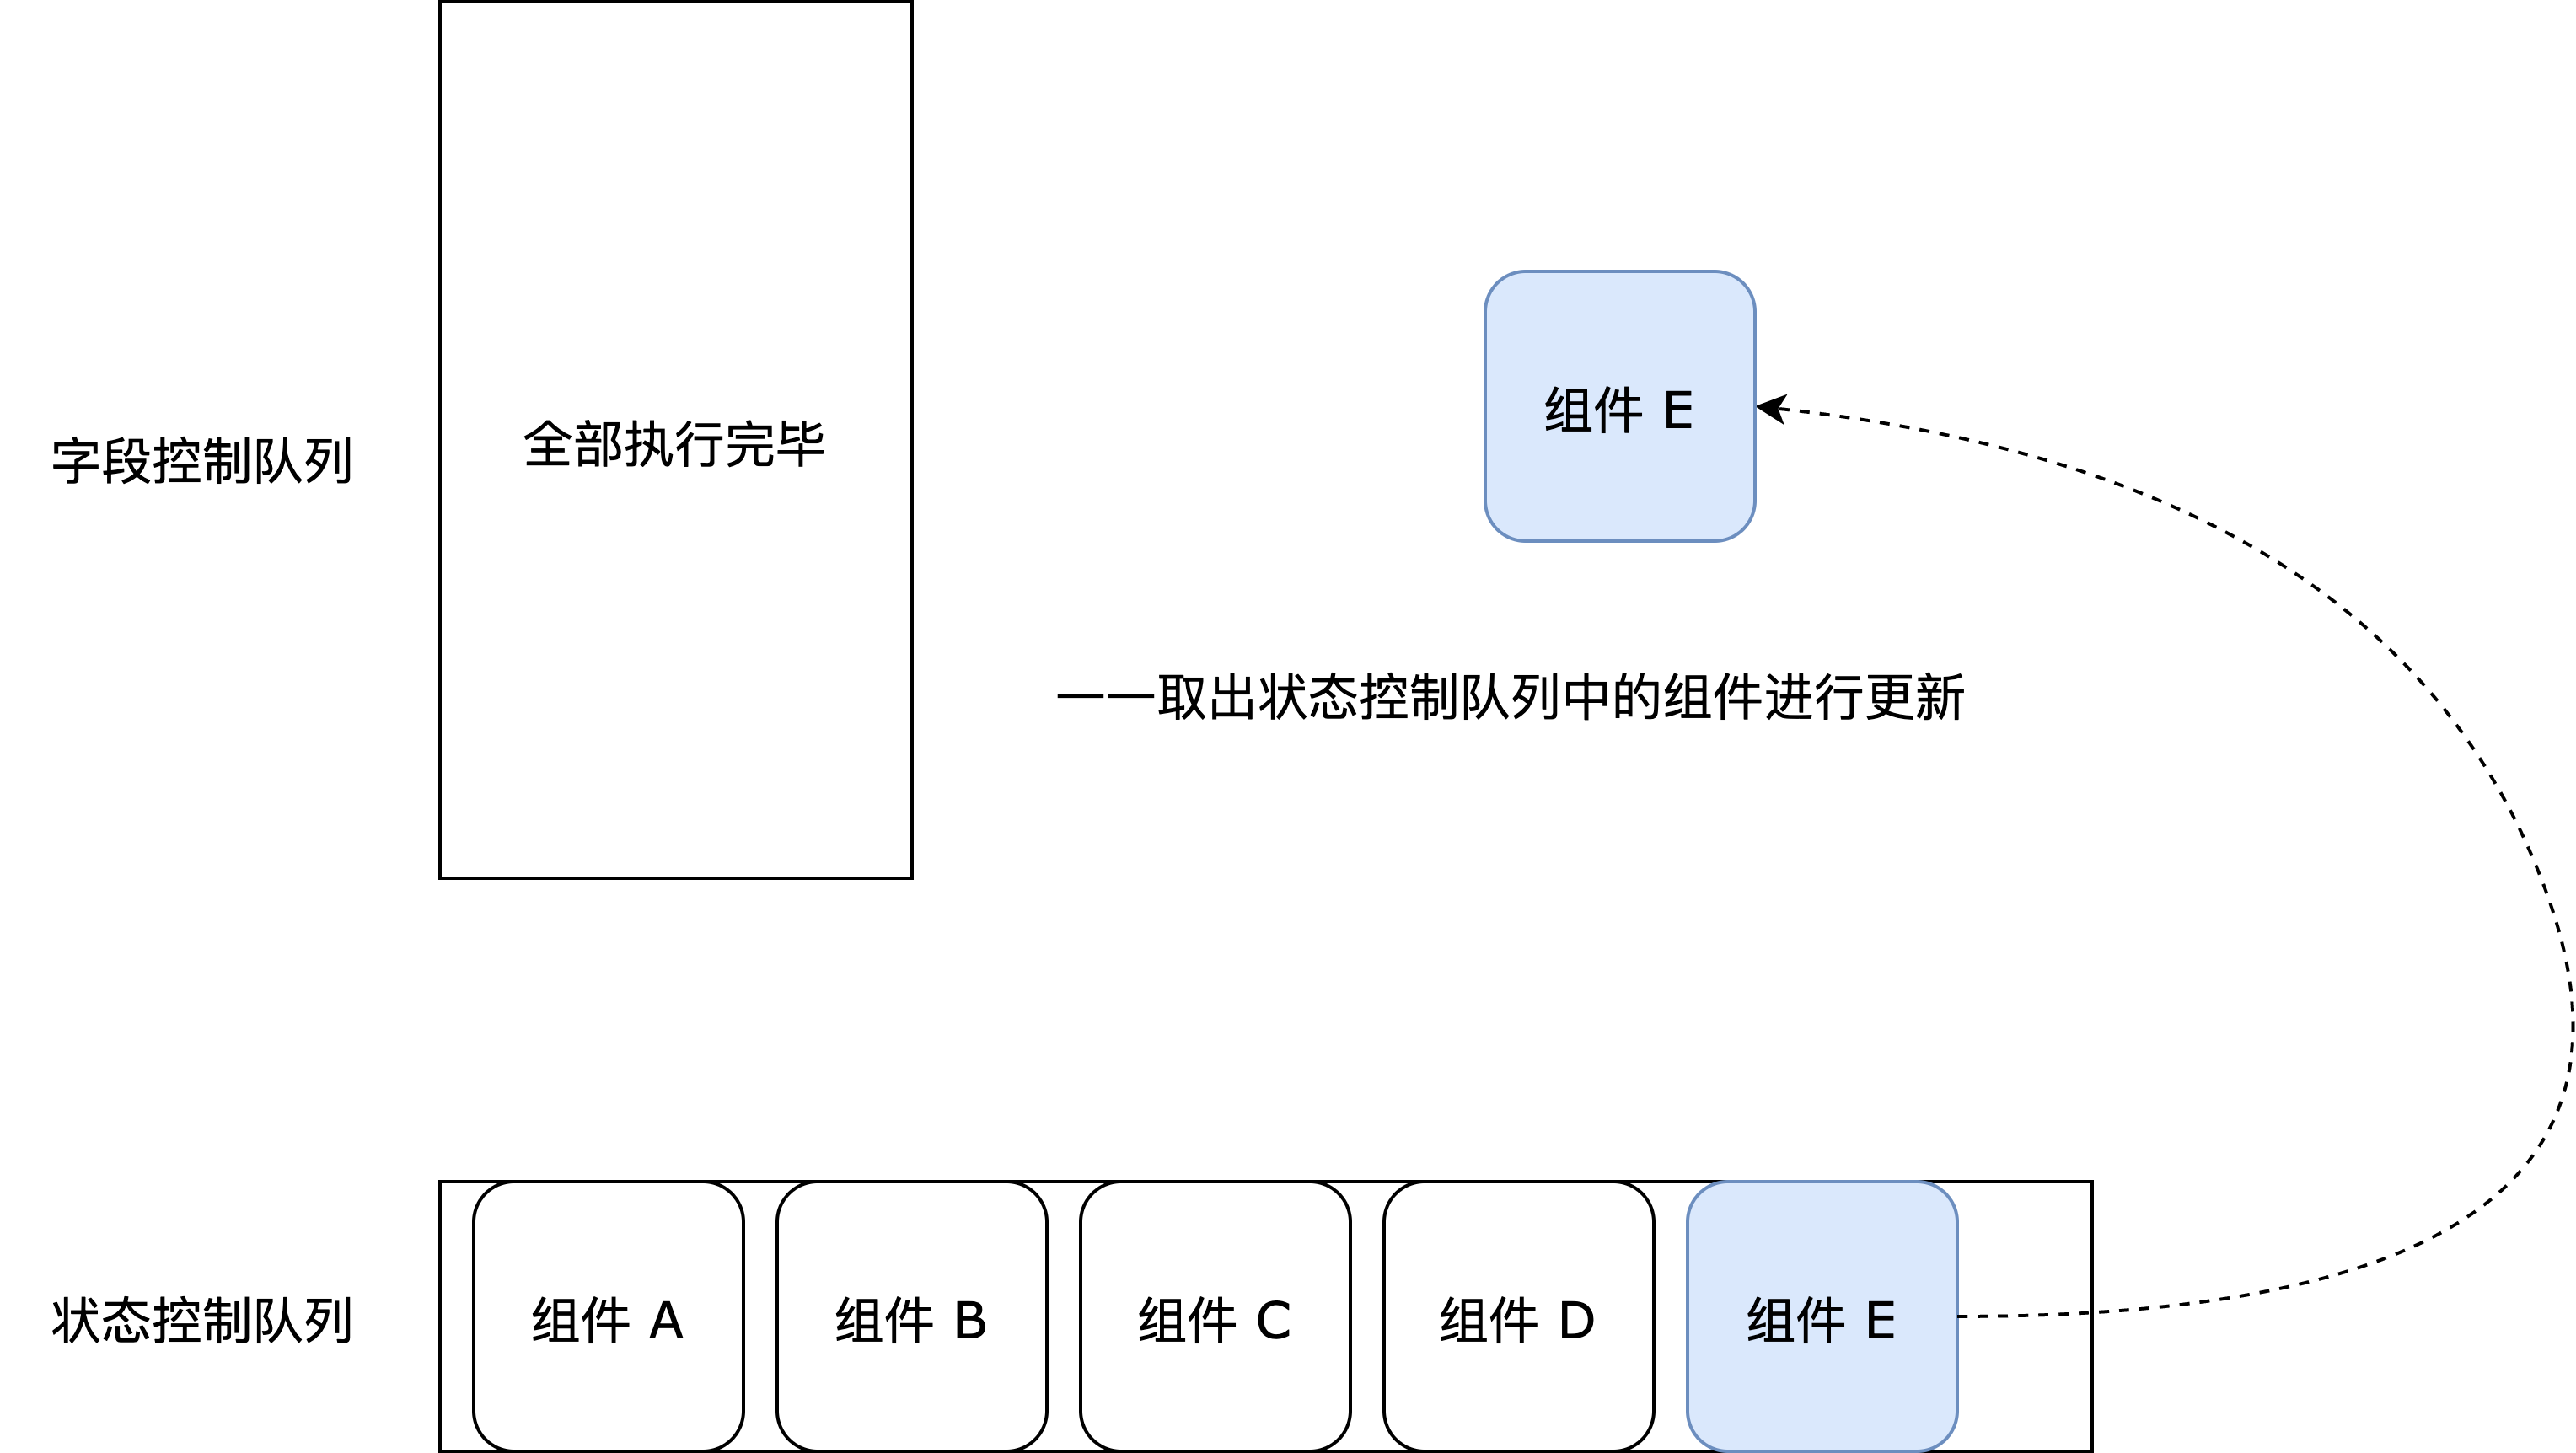 字段控制队列
全部执行完毕
组件 E
——取出状态控制队列中的组件进行更新
状态控制队列
组件 A
组件 B
组件 C
组件 D
组件 E